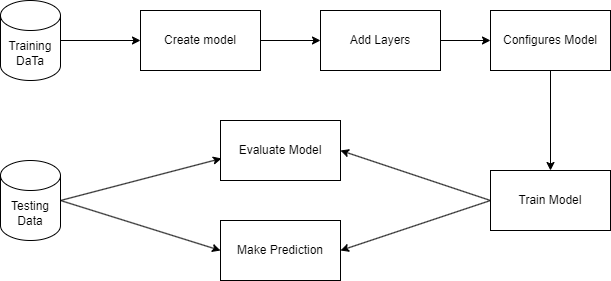 Training
DaTa
Create model
Add Layers
Configures Model
Evaluate Model
Testing
Data
Train Model
Make Prediction